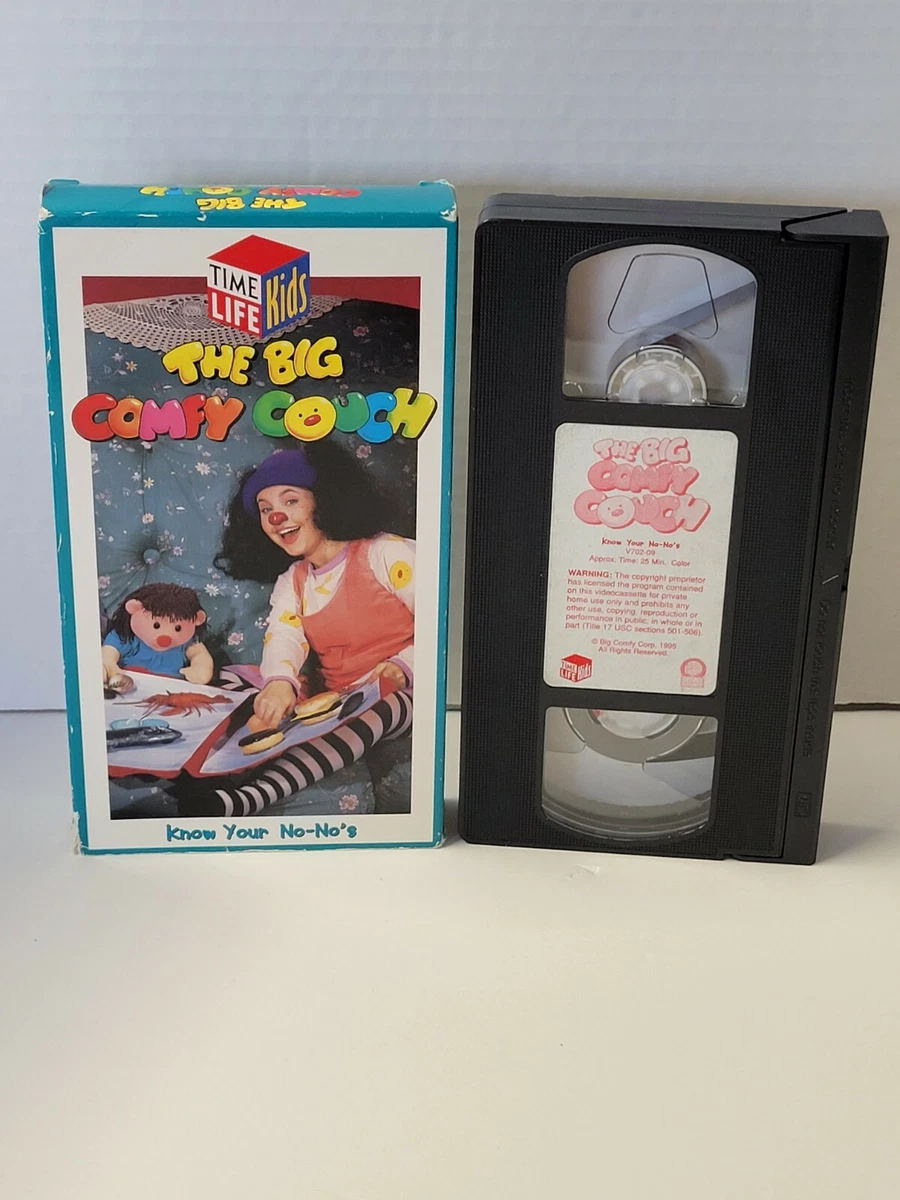 THE BIG
COMFY COUCH
TIME
LIFE
Kids
THE BIG
COMFY COUCH
Know Your No-No's
THE BIG
COMFY
COUCH
Know Your No-No's
V702-09
Approx. Time: 25 Min. Color
WARNING: The copyright proprietor
has licensed the program contained
on this videocassette for private
home use only and prohibits any
other use, copying, reproduction or
performance in public, in whole or in
part (Title 17 USC sections 501-506).
© Big Comfy Corp. 1995
All Rights Reserved.
TIME
LIFE
Kids